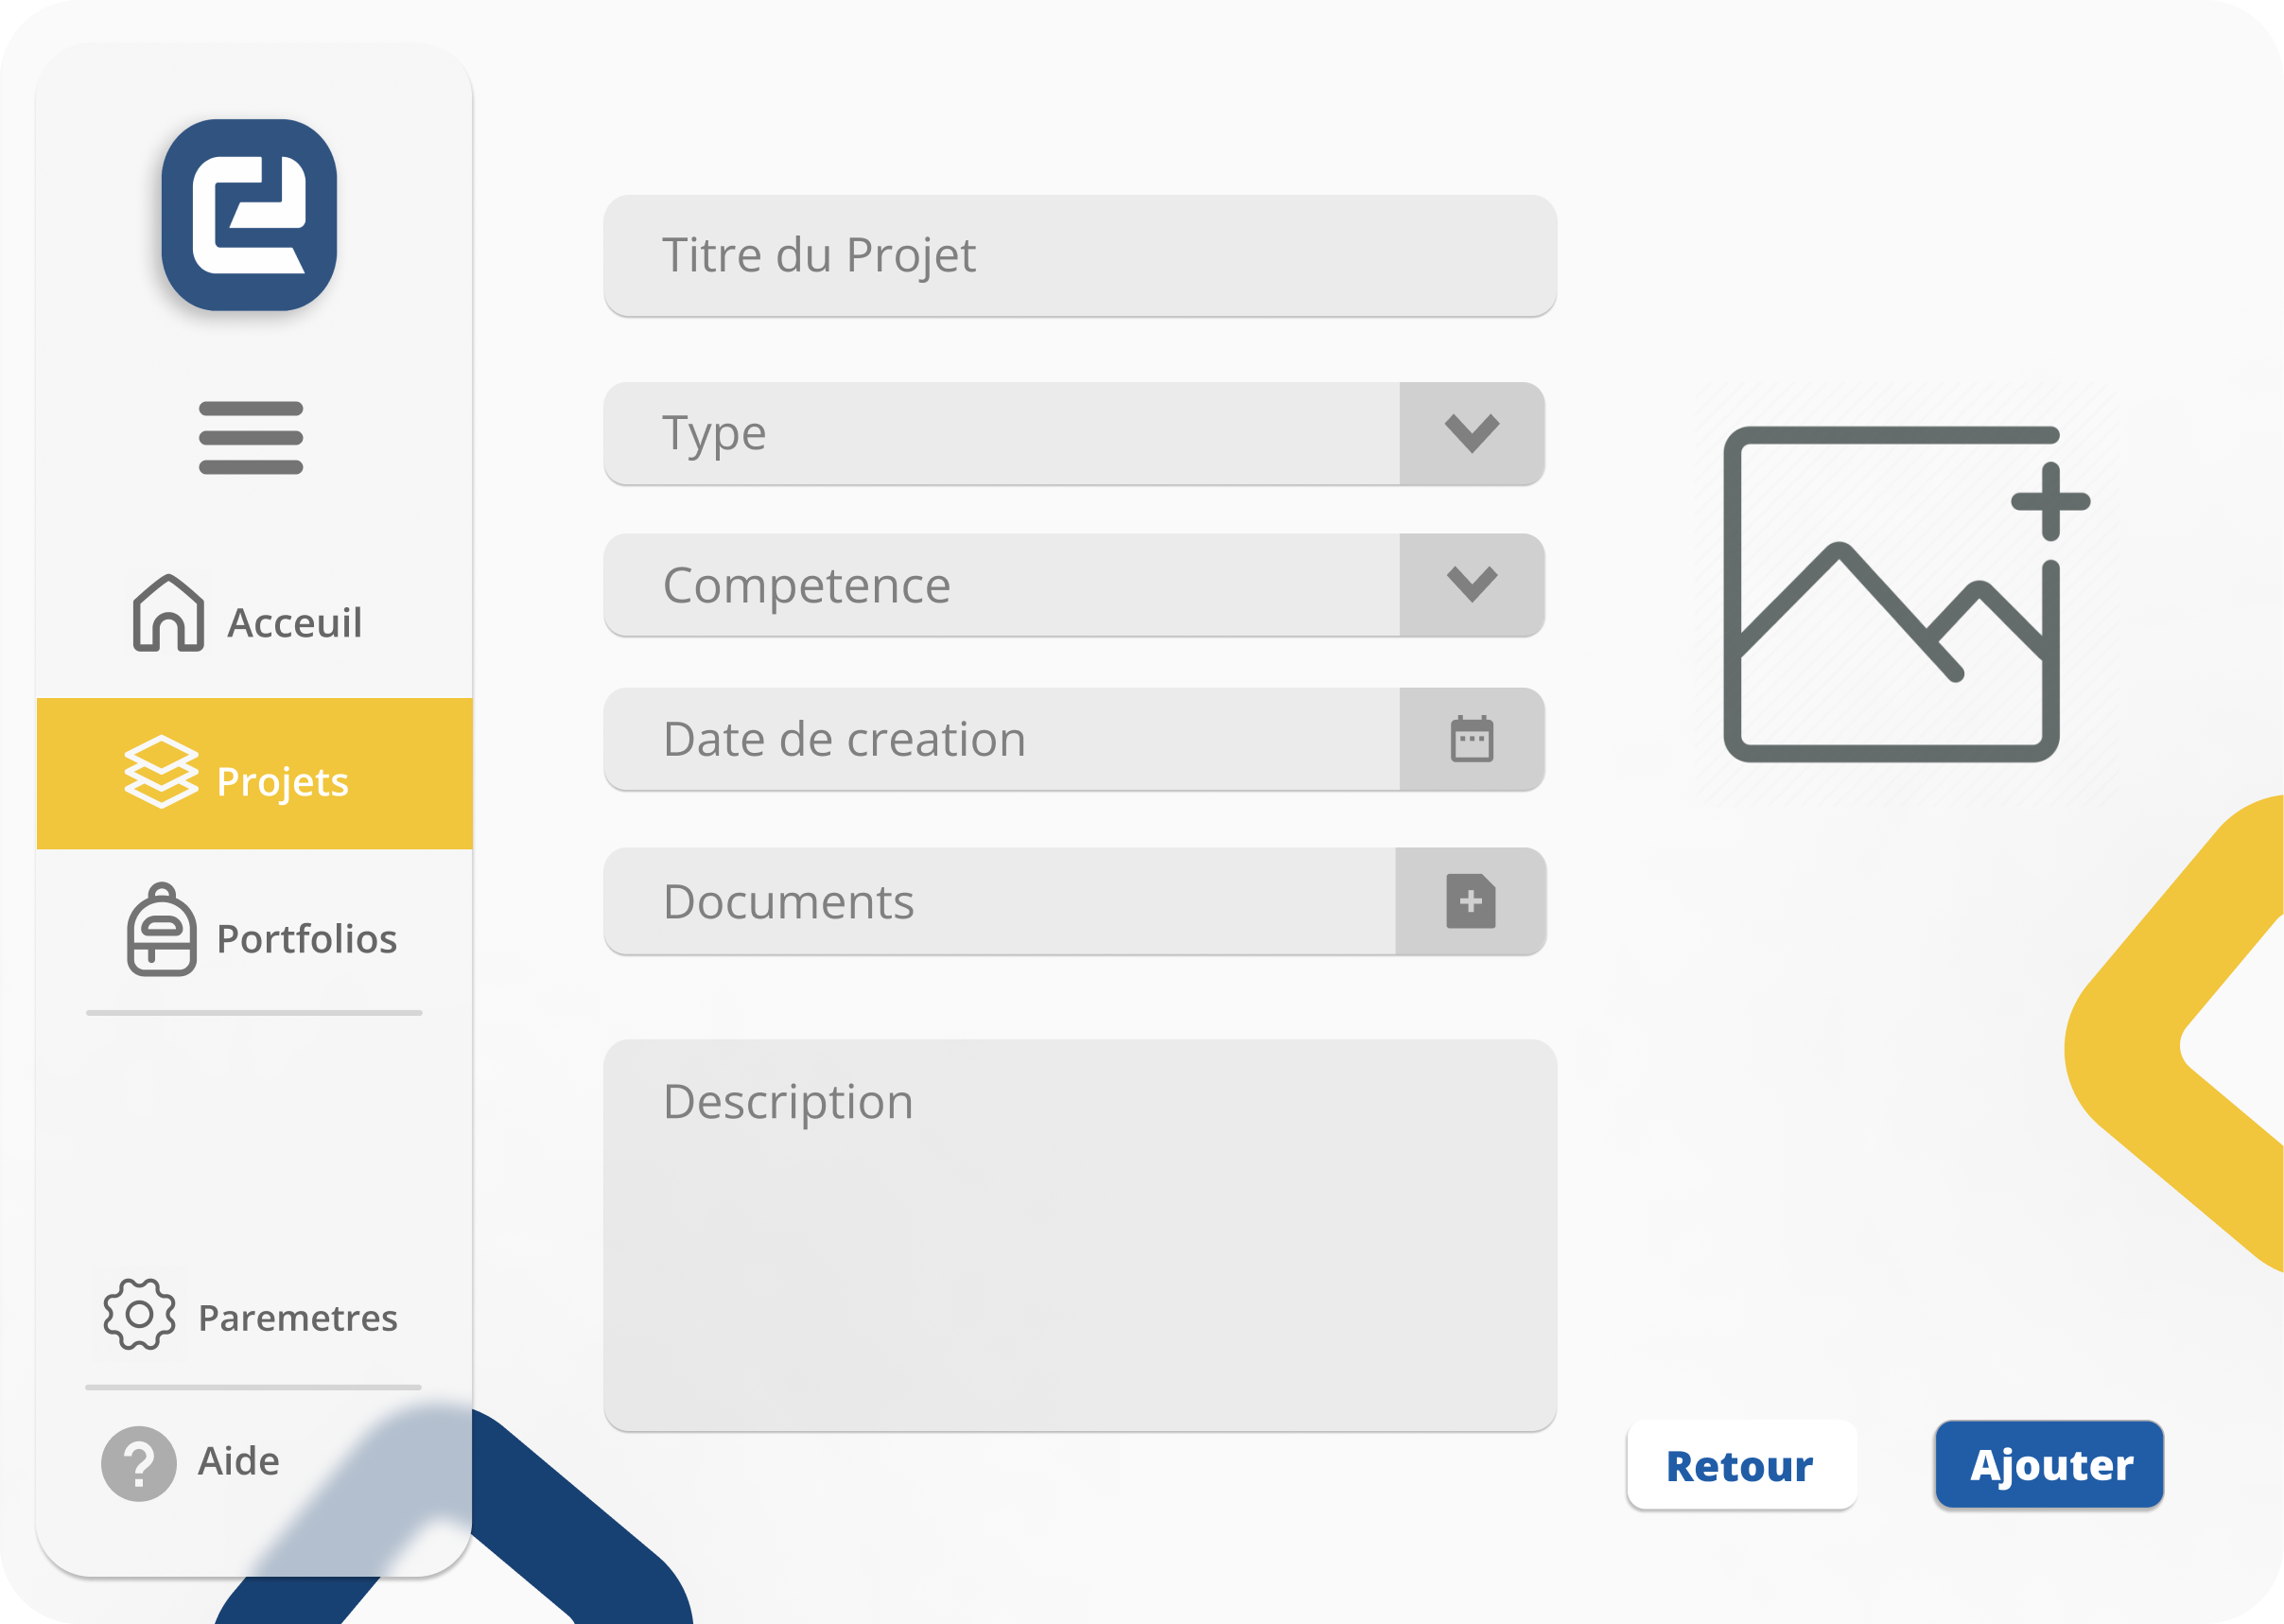 Acceuil
Projets
Portfolios
Paremetres
Aide
Titre du Projet
Type
Competence
Date de creation
Documents
Description
Retour
Ajouter